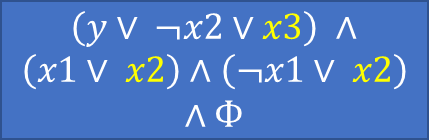 (y ∨ ¬x2 ∨ x3) ∧
(x1 ∨ x2) ∧ (¬x1 ∨ x2)
∧ Φ